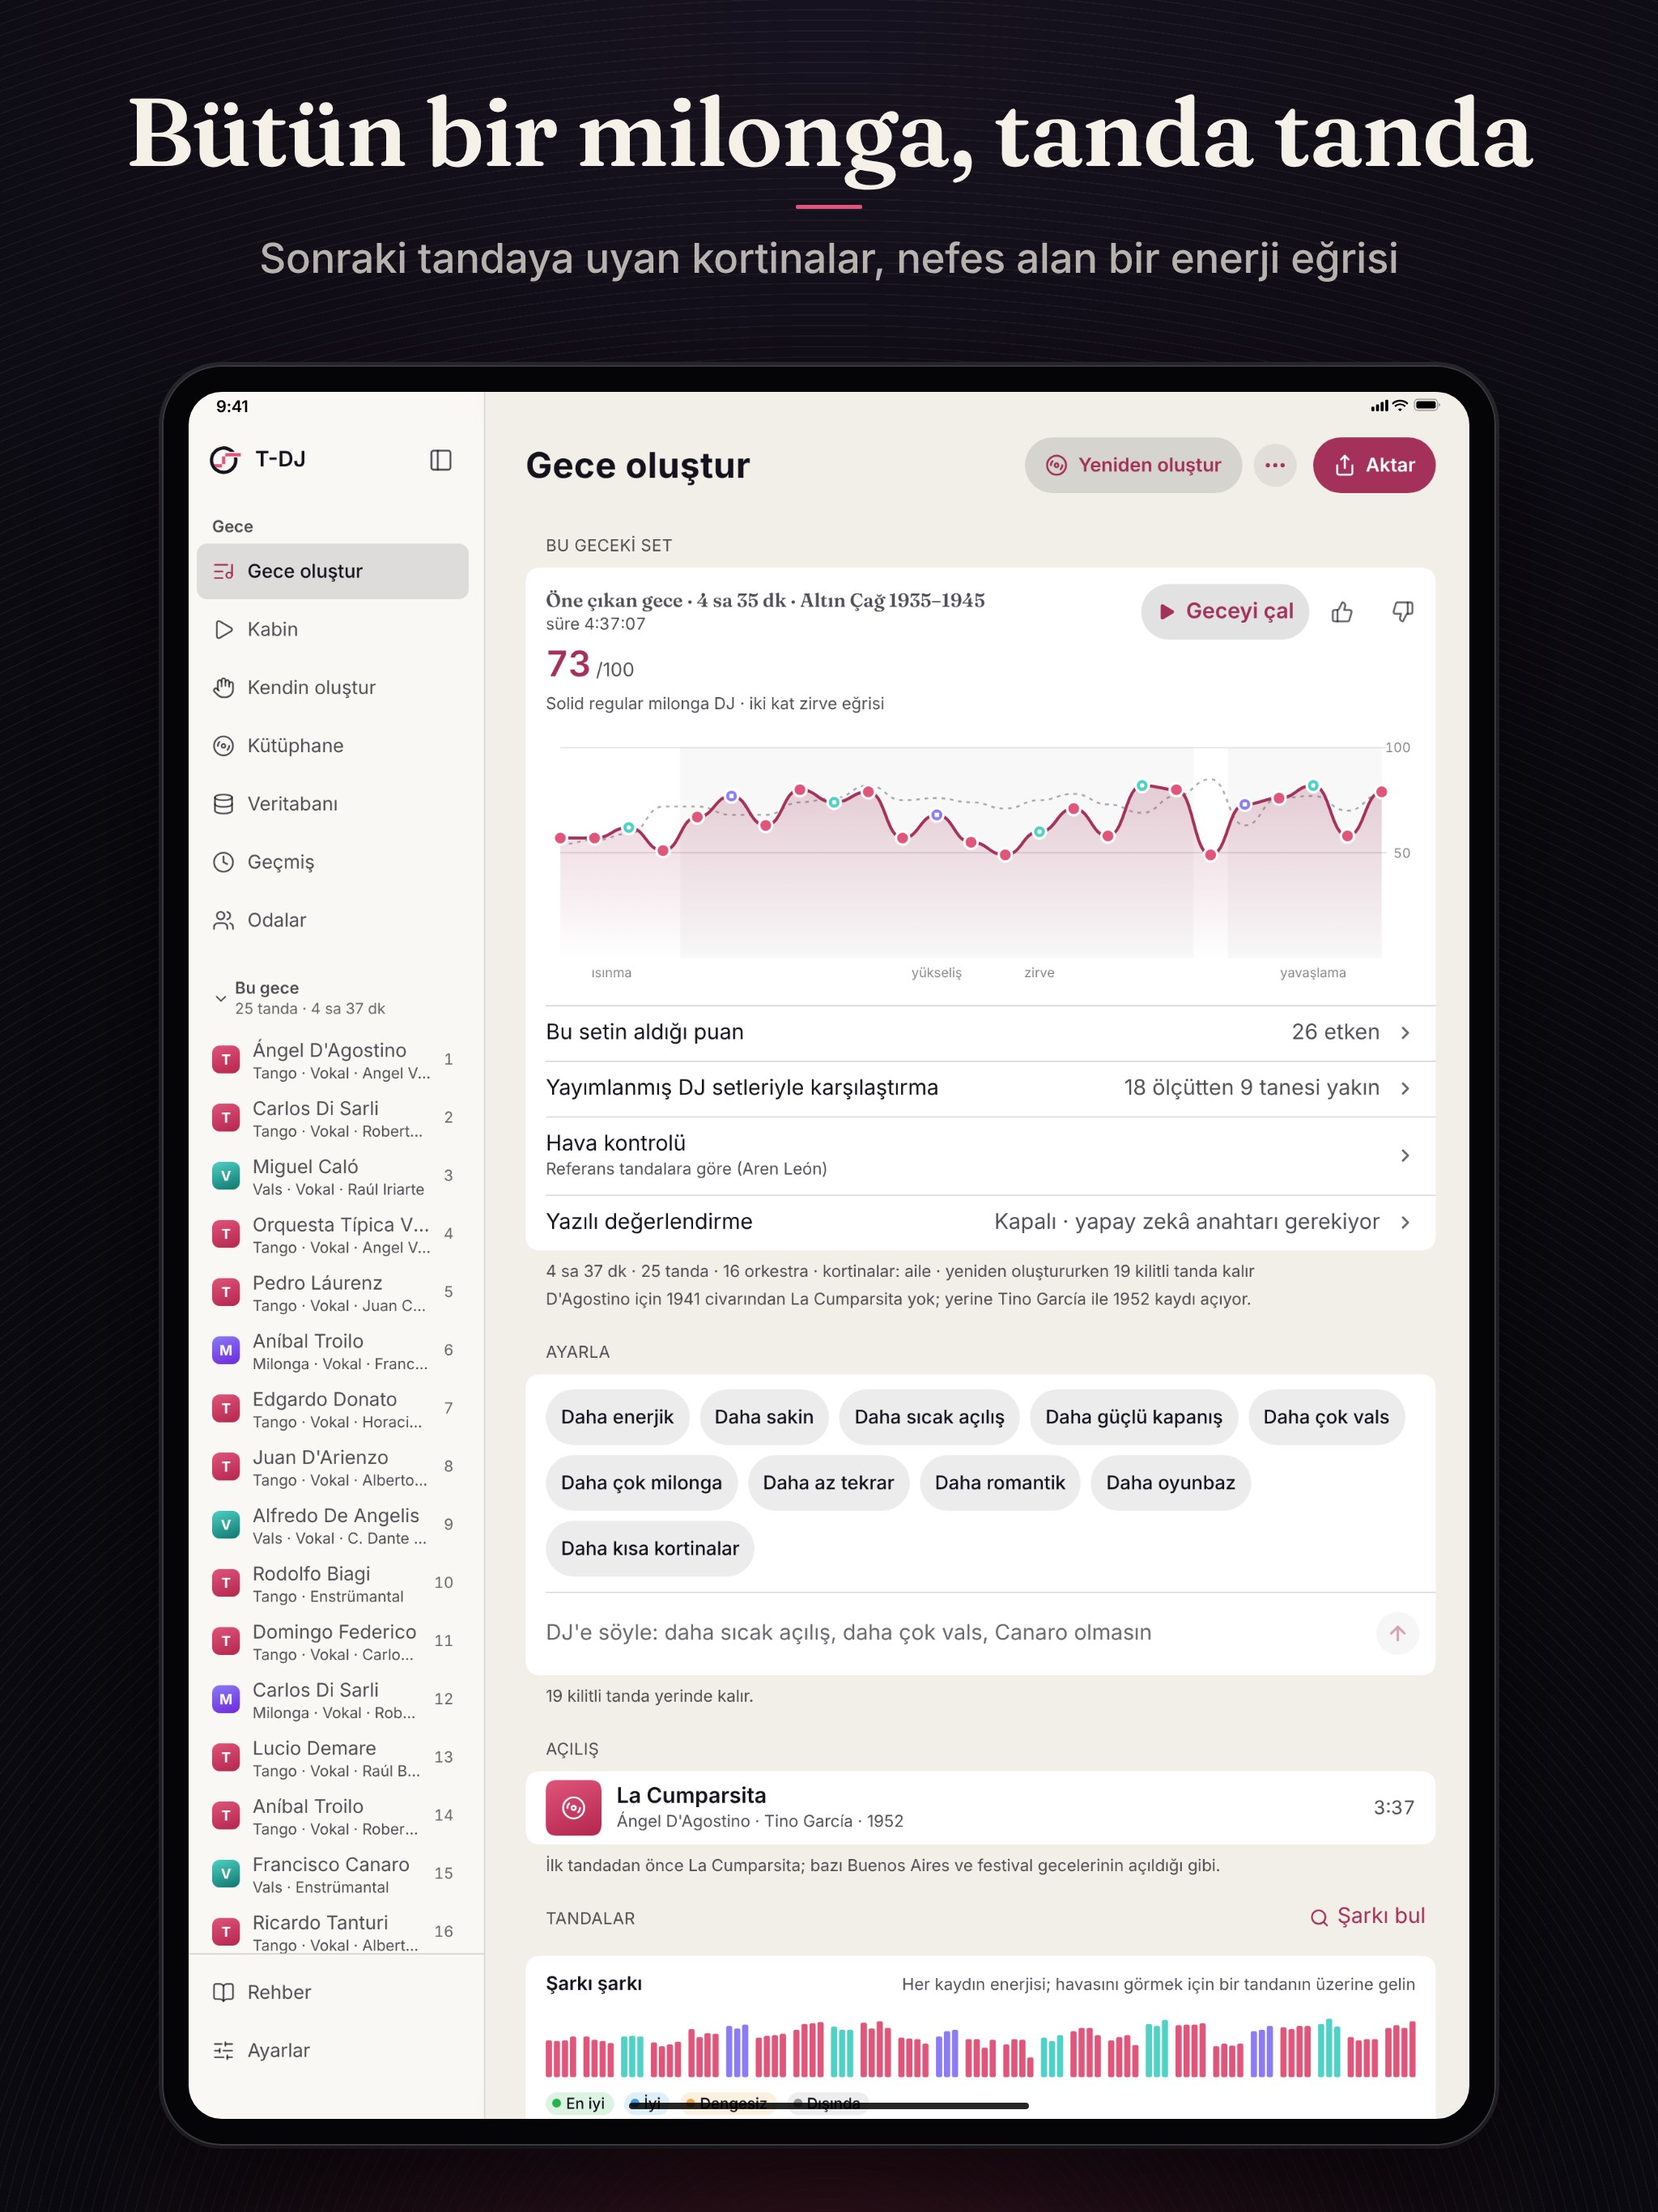 Bütün bir milonga, tanda tanda
Sonraki tandaya uyan kortinalar, nefes alan bir enerji eğrisi
9:41
T-DJ
Gece
Gece oluştur
Kabin
Kendin oluştur
Kütüphane
Veritabanı
Geçmiş
Odalar
Bu gece
25 tanda · 4 sa 37 dk
Ángel D'Agostino
Tango · Vokal · Angel V...
1
Carlos Di Sarli
Tango · Vokal · Robert...
2
Miguel Caló
Vals · Vokal · Raúl Iriarte
3
Orquesta Típica V...
Tango · Vokal · Angel V...
4
Pedro Láurenz
Tango · Vokal · Juan C...
5
Aníbal Troilo
Milonga · Vokal · Franc...
6
Edgardo Donato
Tango · Vokal · Horaci...
7
Juan D'Arienzo
Tango · Vokal · Alberto...
8
Alfredo De Angelis
Vals · Vokal · C. Dante ...
9
Rodolfo Biagi
Tango · Enstrümantal
10
Domingo Federico
Tango · Vokal · Carlo...
11
Carlos Di Sarli
Milonga · Vokal · Rob...
12
Lucio Demare
Tango · Vokal · Raúl B...
13
Aníbal Troilo
Tango · Vokal · Rober...
14
Francisco Canaro
Vals · Enstrümantal
15
Ricardo Tanturi
Tango · Vokal · Albert...
16
Rehber
Ayarlar
Gece oluştur
Yeniden oluştur
Aktar
BU GECEKİ SET
Öne çıkan gece · 4 sa 35 dk · Altın Çağ 1935–1945
süre 4:37:07
Geceyi çal
73 /100
Solid regular milonga DJ · iki kat zirve eğrisi
100
50
ısınma yükseliş zirve yavaşlama
Bu setin aldığı puan 26 etken
Yayımlanmış DJ setleriyle karşılaştırma 18 ölçütten 9 tanesi yakın
Hava kontrolü
Referans tandalara göre (Aren León)
Yazılı değerlendirme Kapalı · yapay zekâ anahtarı gerekiyor
4 sa 37 dk · 25 tanda · 16 orkestra · kortinalar: aile · yeniden oluştururken 19 kilitli tanda kalır
D'Agostino için 1941 civarından La Cumparsita yok; yerine Tino García ile 1952 kaydı açıyor.
AYARLA
Daha enerjik Daha sakin Daha sıcak açılış Daha güçlü kapanış Daha çok vals
Daha çok milonga Daha az tekrar Daha romantik Daha oyunbaz
Daha kısa kortinalar
DJ'e söyle: daha sıcak açılış, daha çok vals, Canaro olmasın
19 kilitli tanda yerinde kalır.
AÇILIŞ
La Cumparsita
Ángel D'Agostino · Tino García · 1952
3:37
İlk tandadan önce La Cumparsita; bazı Buenos Aires ve festival gecelerinin açıldığı gibi.
TANDALAR
Şarkı bul
Şarkı şarkı
Her kaydın enerjisi; havasını görmek için bir tandanın üzerine gelin
En iyi İyi Dengesiz Dışında